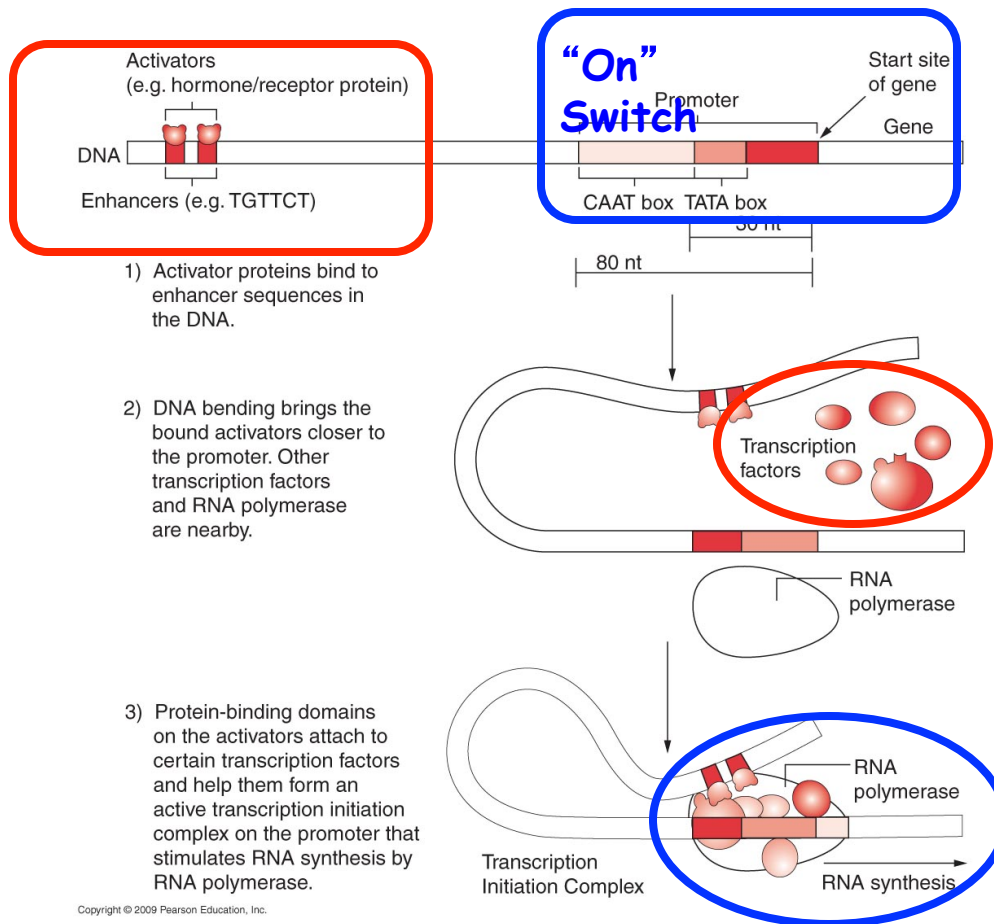 Activators
(e.g. hormone/receptor protein)
"On"
Switch
Promoter
Start site
of gene
Gene
DNA
Enhancers (e.g. TGTTCT)
CAAT box
TATA box
30 nt
80 nt
1) Activator proteins bind to
enhancer sequences in
the DNA.
2) DNA bending brings the
bound activators closer to
the promoter. Other
transcription factors
and RNA polymerase
are nearby.
Transcription
factors
RNA
polymerase
3) Protein-binding domains
on the activators attach to
certain transcription factors
and help them form an
active transcription initiation
complex on the promoter that
stimulates RNA synthesis by
RNA polymerase.
RNA
polymerase
Transcription
Initiation Complex
RNA synthesis
Copyright © 2009 Pearson Education, Inc.